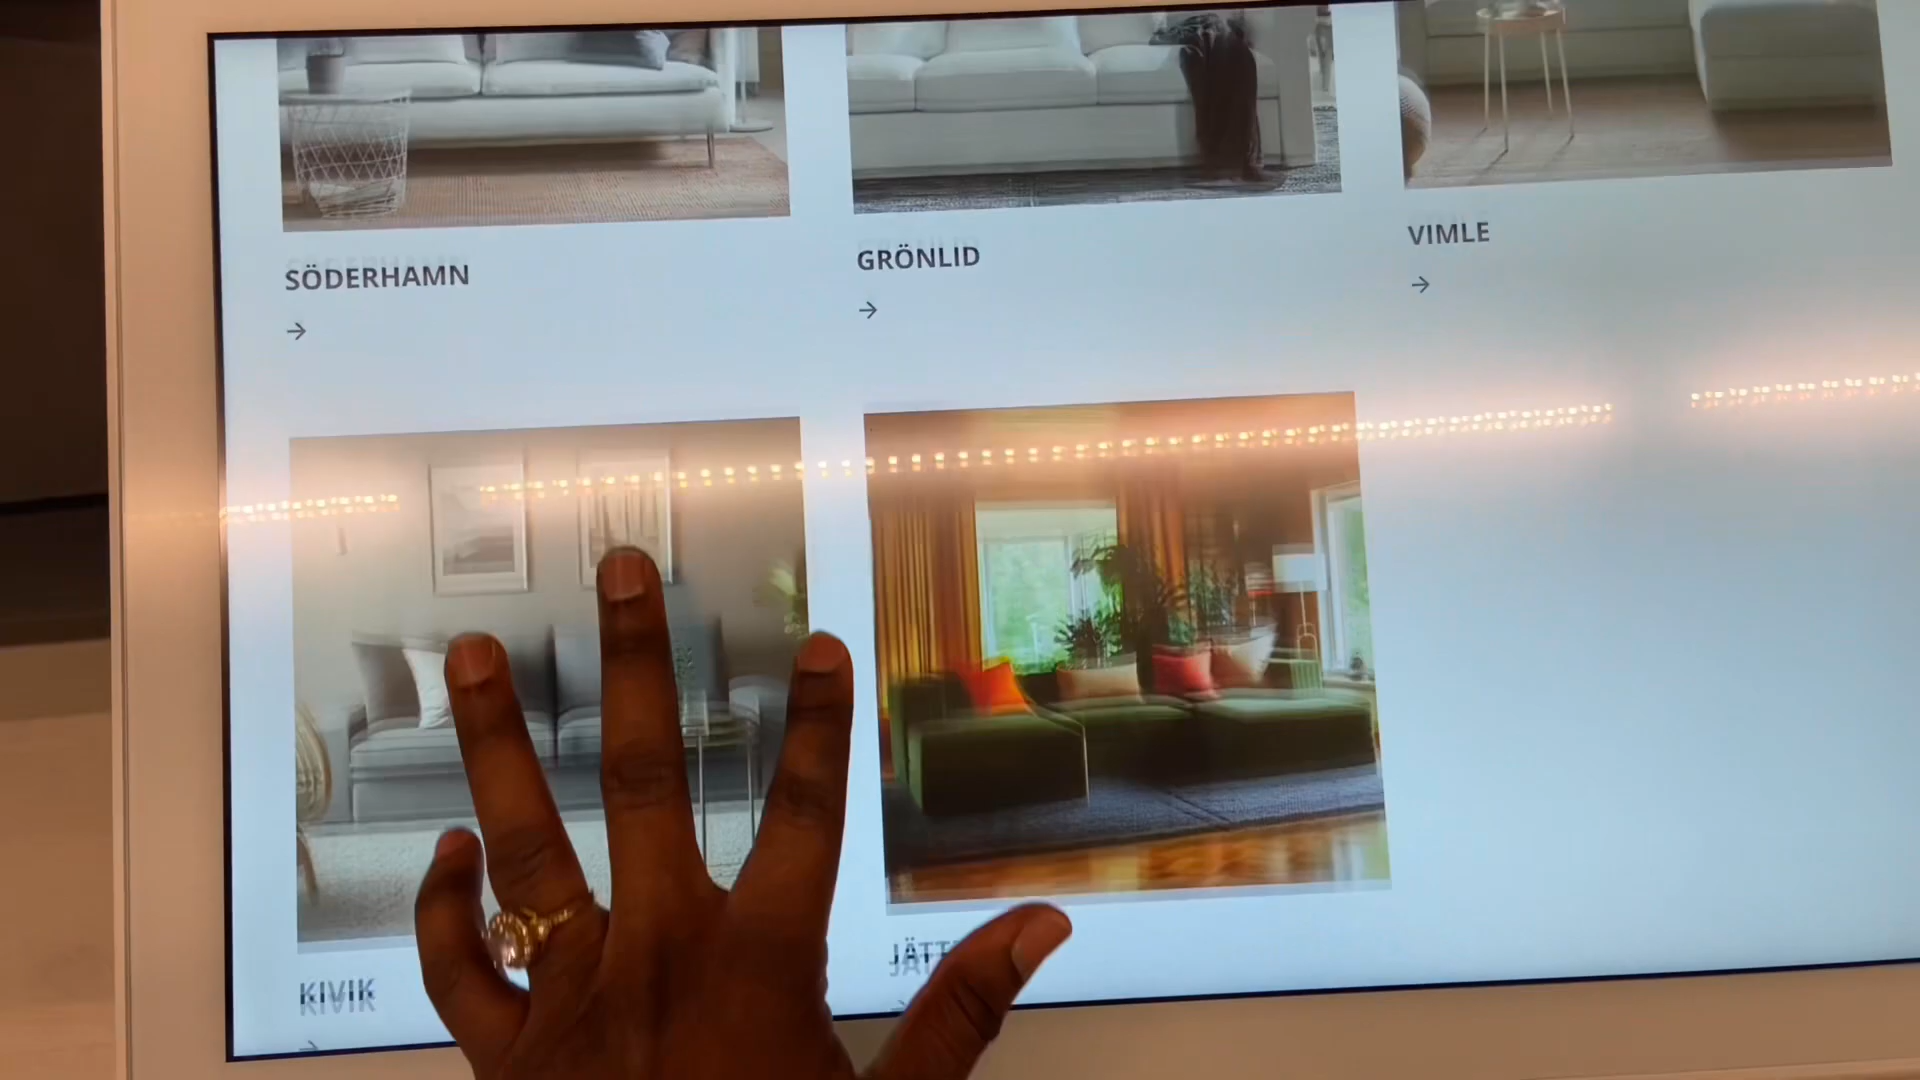 SÖDERHAMN
→
GRÖNLID
→
VIMLE
→
KIVIK
→